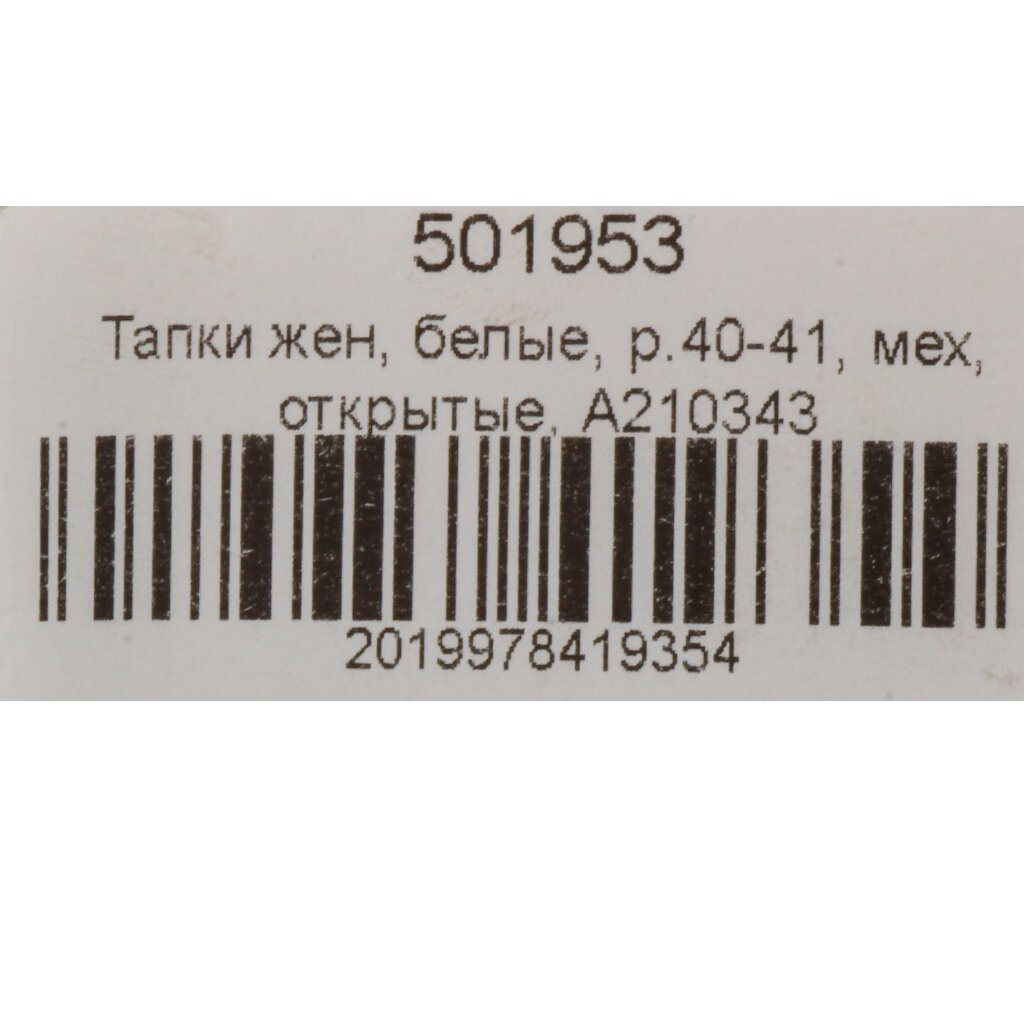 501953
Тапки жен, белые, р.40-41, мех,
открытые, А210343
2019978419354